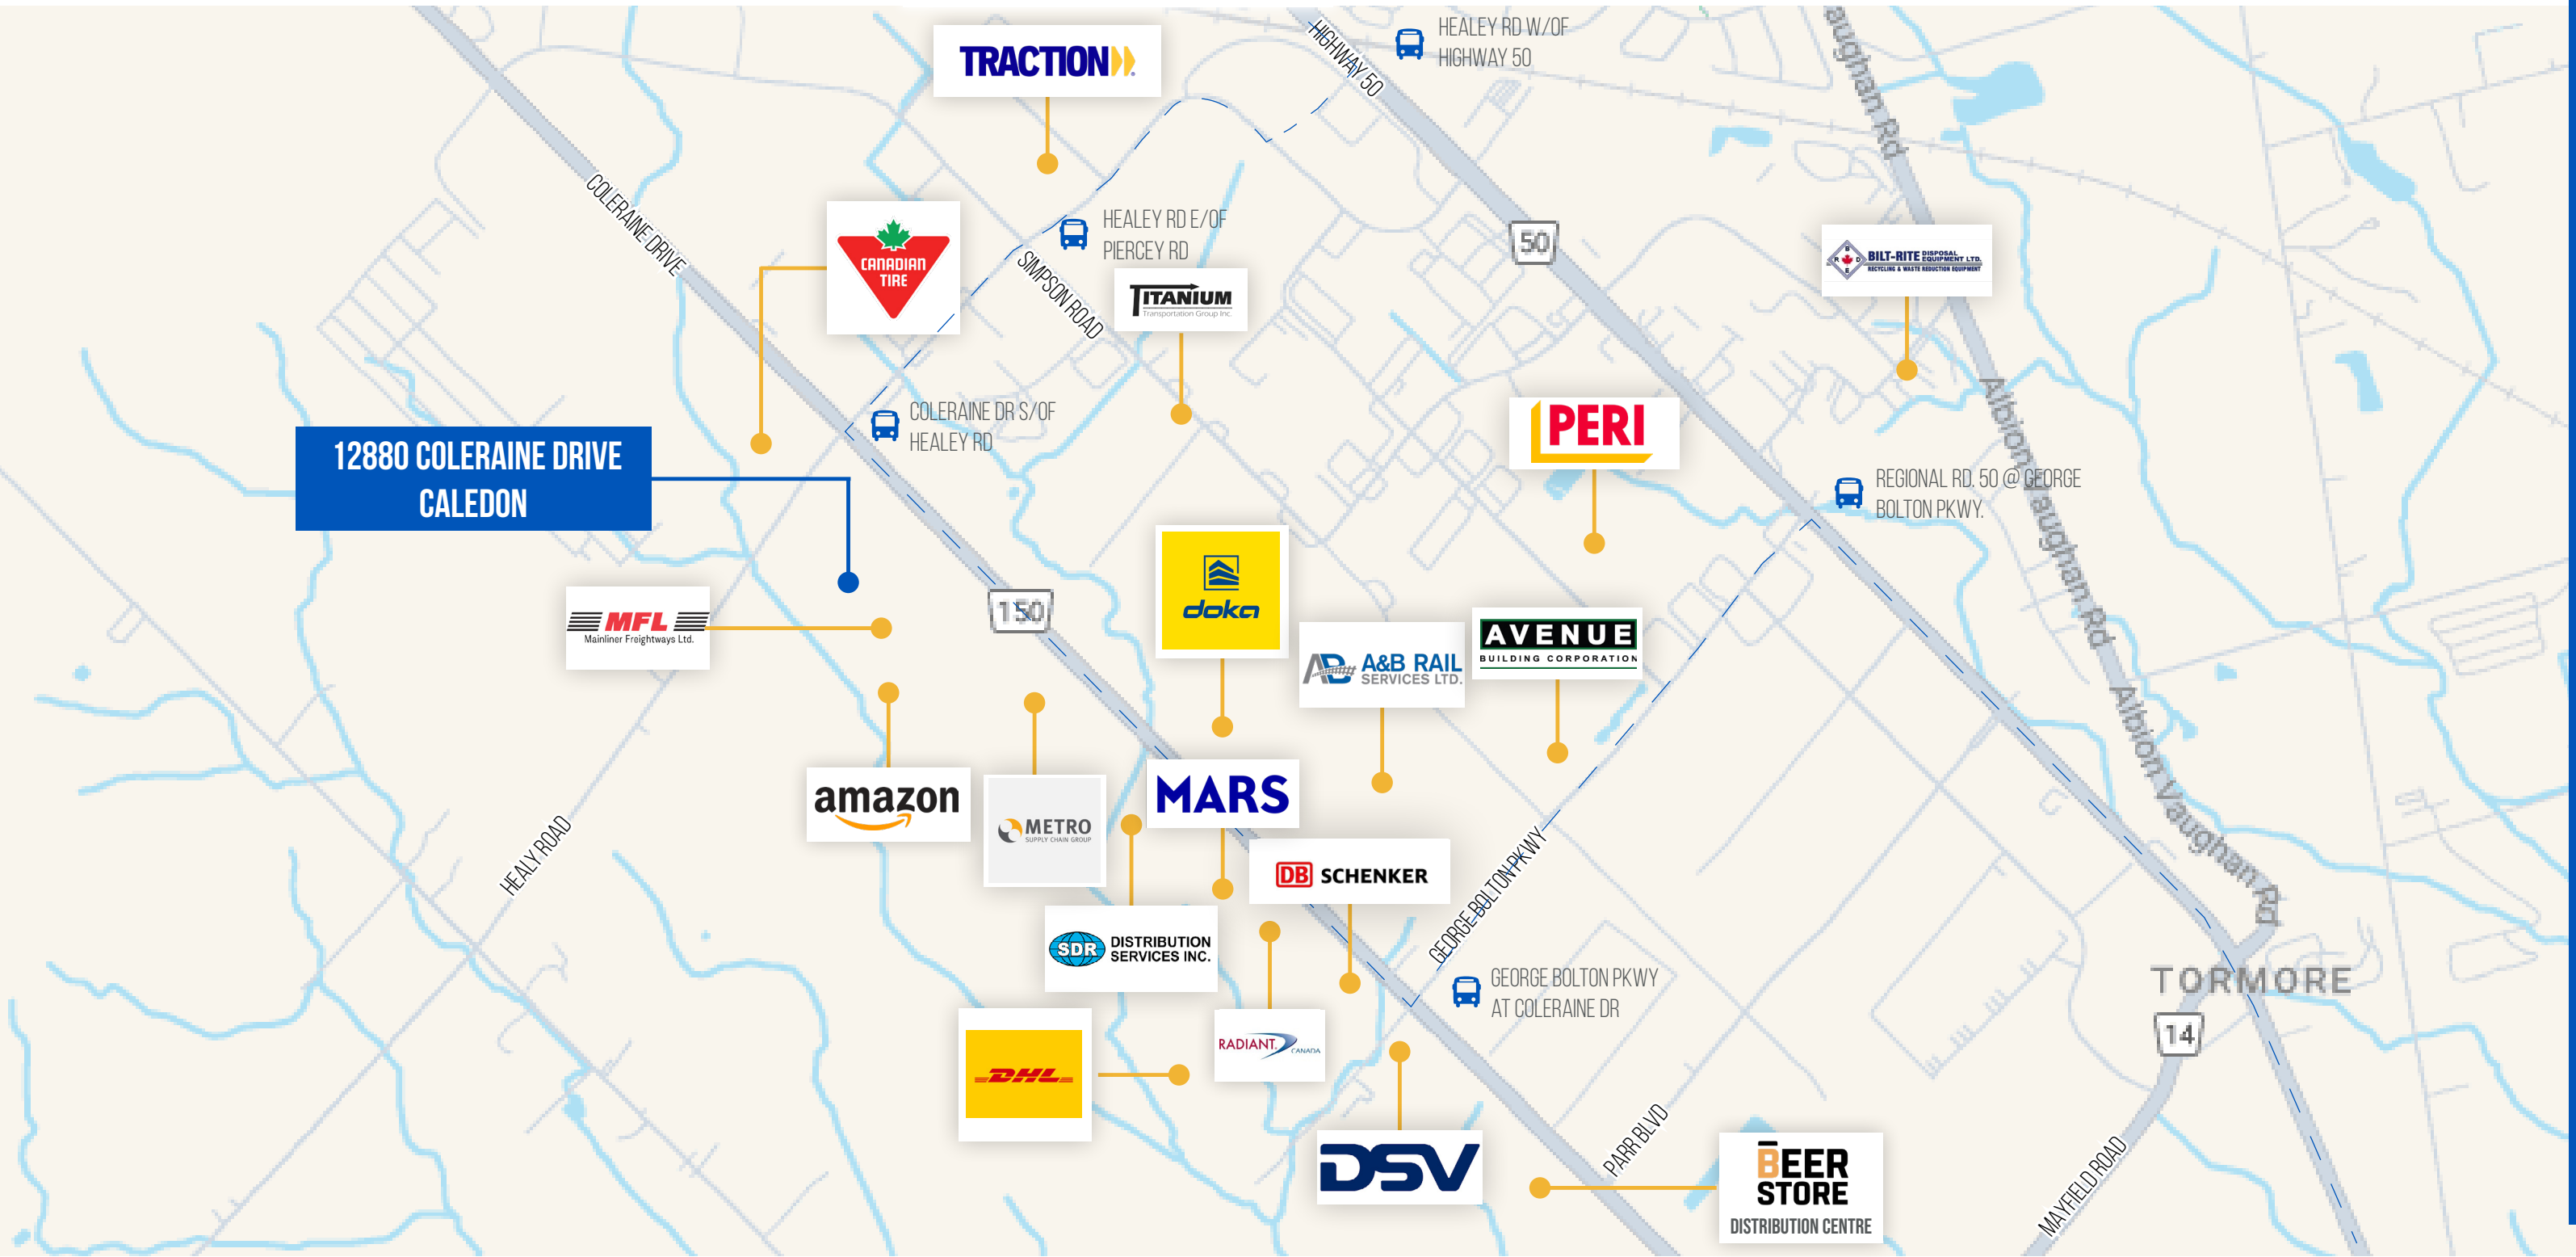 HIGHWAY 50
HEALEY RD W/OF
HIGHWAY 50
aughan Rd
TRACTION
COLERAINE DRIVE
CANADIAN
TIRE
HEALEY RD E/OF
PIERCEY RD
SIMPSON ROAD
TITANIUM
Transportation Group Inc.
50
B
R D
E
BILT-RITE DISPOSAL
EQUIPMENT LTD.
RECYCLING & WASTE REDUCTION EQUIPMENT
COLERAINE DR S/OF
HEALEY RD
PERI
12880 COLERAINE DRIVE
CALEDON
REGIONAL RD. 50 @ GEORGE
BOLTON PKWY.
Albion Vaughan Rd
MFL
Mainliner Freightways Ltd.
150
doka
A&B RAIL
SERVICES LTD.
AVENUE
BUILDING CORPORATION
Albion Vaughan Rd
amazon
METRO
SUPPLY CHAIN GROUP
MARS
HEALY ROAD
DB SCHENKER
GEORGE BOLTON PKWY
SDR DISTRIBUTION
SERVICES INC.
GEORGE BOLTON PKWY
AT COLERAINE DR
TORMORE
14
RADIANT CANADA
DHL
DSV
PARR BLVD
BEER
STORE
DISTRIBUTION CENTRE
MAYFIELD ROAD